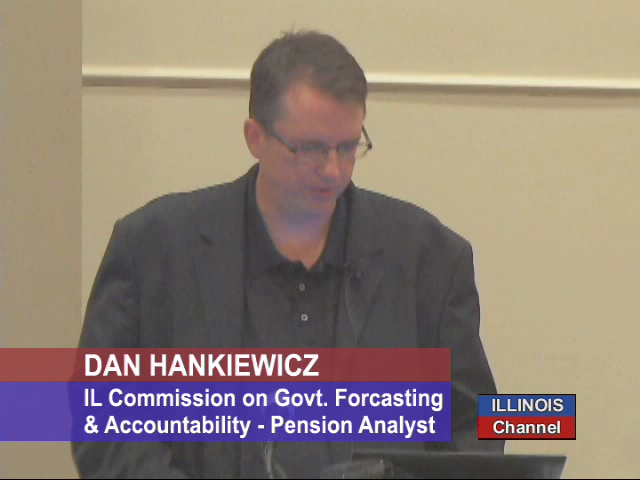 DAN HANKIEWICZ
IL Commission on Govt. Forcasting
& Accountability - Pension Analyst
ILLINOIS
Channel